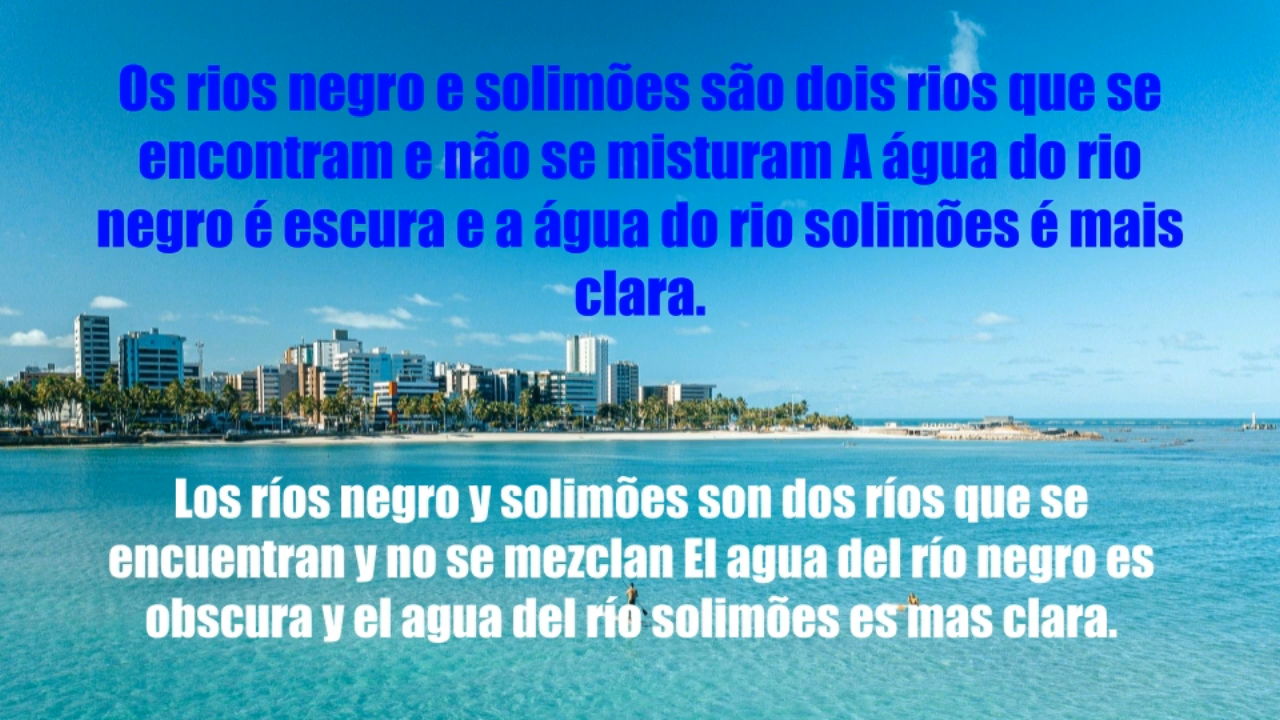 Os rios negro e solimões são dois rios que se
encontram e não se misturam A água do rio
negro é escura e a água do rio solimões é mais
clara.
Los ríos negro y solimões son dos ríos que se
encuentran y no se mezclan El agua del río negro es
obscura y el agua del río solimões es mas clara.